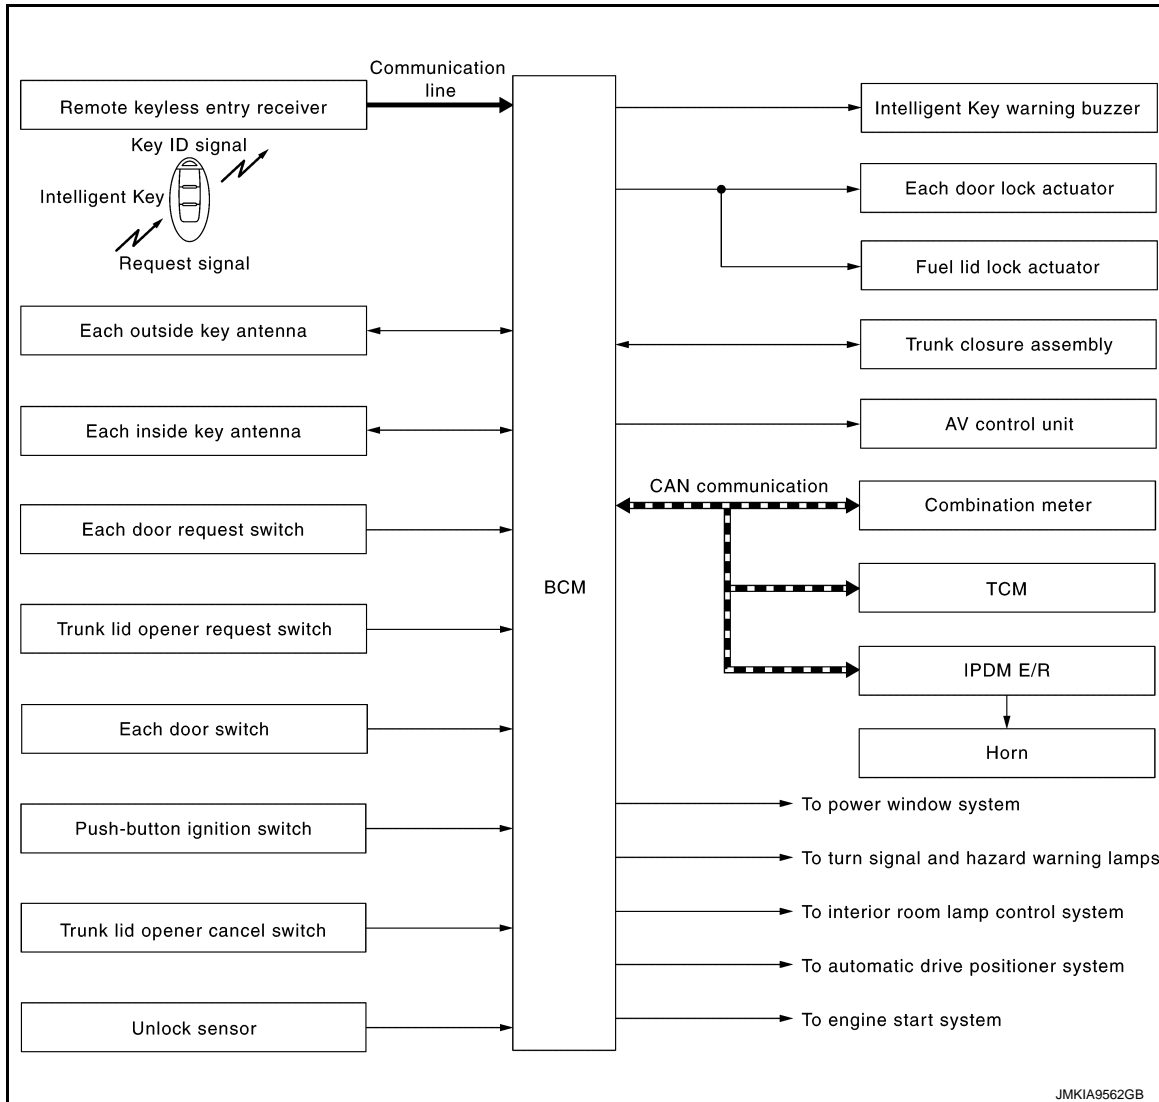 Communication
line
Remote keyless entry receiver
Key ID signal
Intelligent Key
Request signal
Each outside key antenna
Each inside key antenna
Each door request switch
Trunk lid opener request switch
Each door switch
Push-button ignition switch
Trunk lid opener cancel switch
Unlock sensor
BCM
Intelligent Key warning buzzer
Each door lock actuator
Fuel lid lock actuator
Trunk closure assembly
AV control unit
CAN communication
Combination meter
TCM
IPDM E/R
Horn
To power window system
To turn signal and hazard warning lamps
To interior room lamp control system
To automatic drive positioner system
To engine start system
JMKIA9562GB